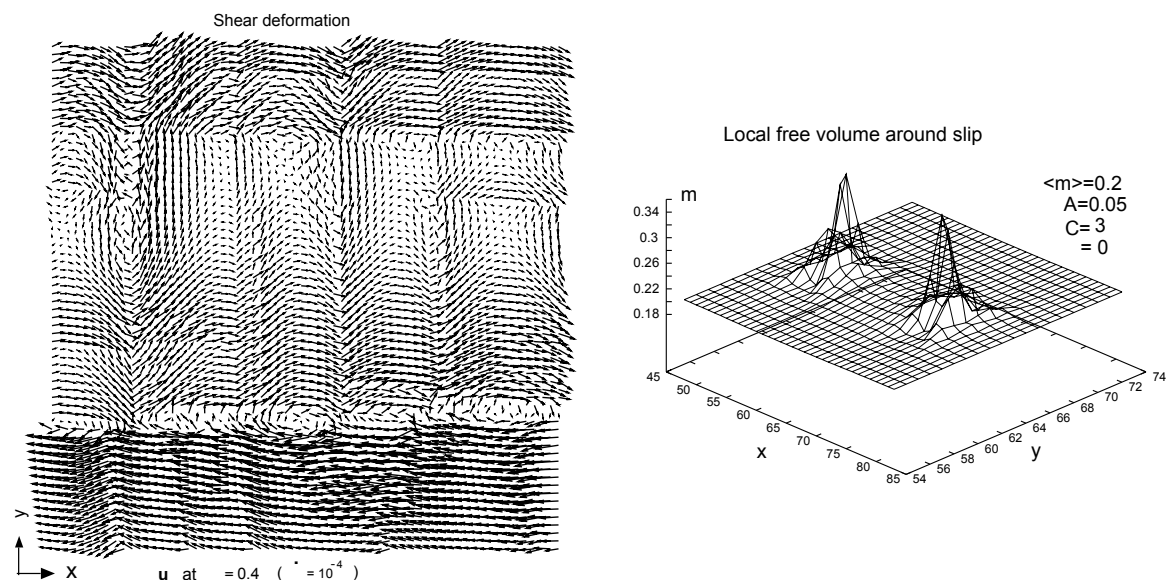 Shear deformation
y
x
u at = 0.4 ( · = 10⁻⁴ )
Local free volume around slip
<m>=0.2
A=0.05
C= 3
= 0
m
0.34
0.3
0.26
0.22
0.18
45
50
55
60
65
70
75
80
85
x
54
56
58
60
62
64
66
68
70
72
74
y